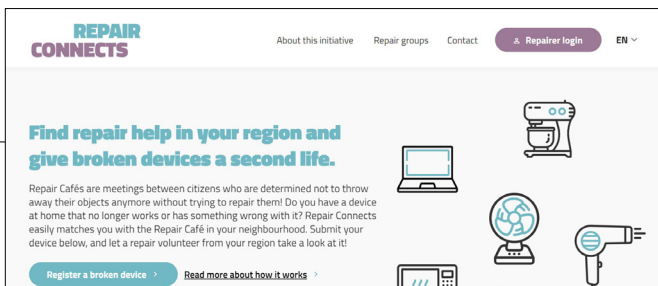 REPAIR
CONNECTS
About this initiative Repair groups Contact Repairer login EN
Find repair help in your region and
give broken devices a second life.
Repair Cafés are meetings between citizens who are determined not to throw
away their objects anymore without trying to repair them! Do you have a device
at home that no longer works or has something wrong with it? Repair Connects
easily matches you with the Repair Café in your neighbourhood. Submit your
device below, and let a repair volunteer from your region take a look at it!
Register a broken device Read more about how it works